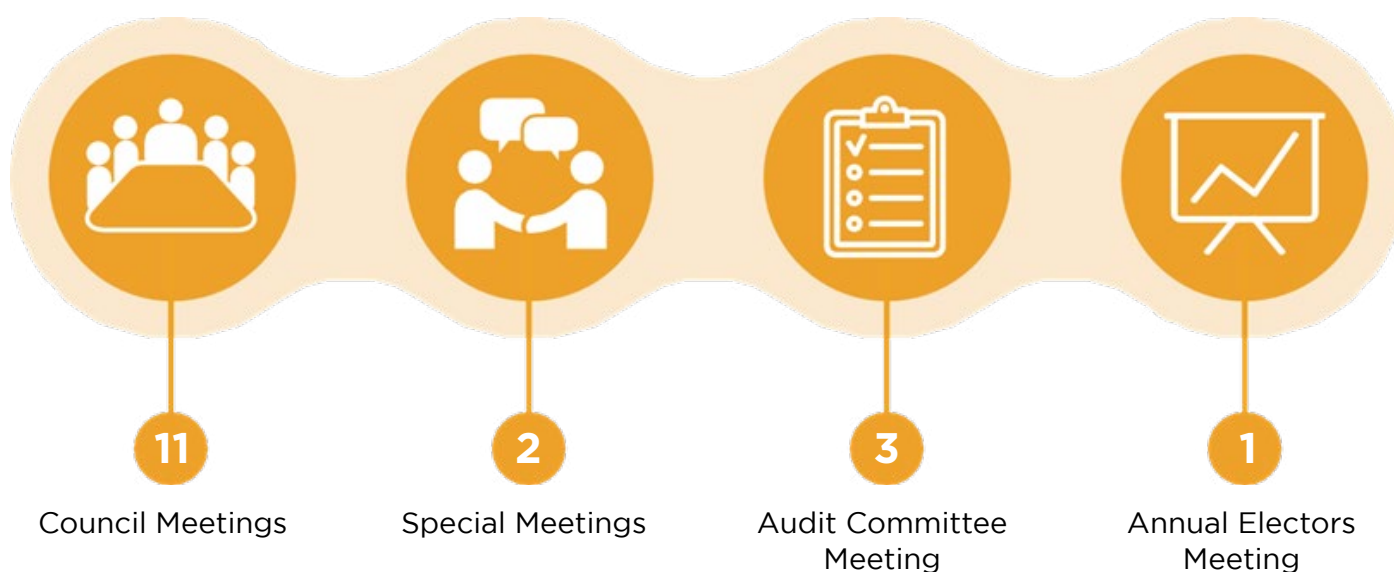 11
Council Meetings
2
Special Meetings
3
Audit Committee
Meeting
1
Annual Electors
Meeting